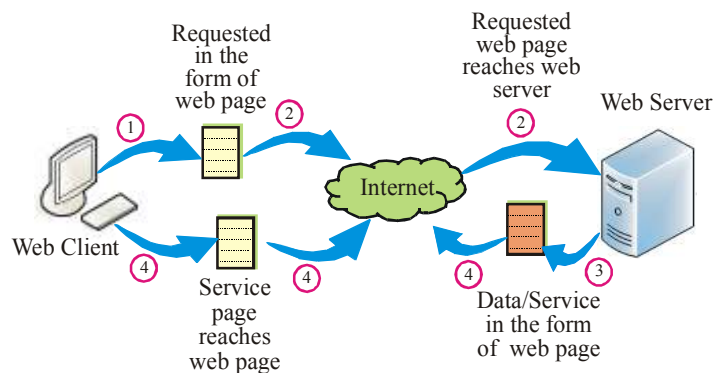 Requested
in the
form of
web page
Requested
web page
reaches web
server
Web Server
1
2
2
Internet
Web Client
4
4
4
3
Service
page
reaches
web page
Data/Service
in the form
of web page